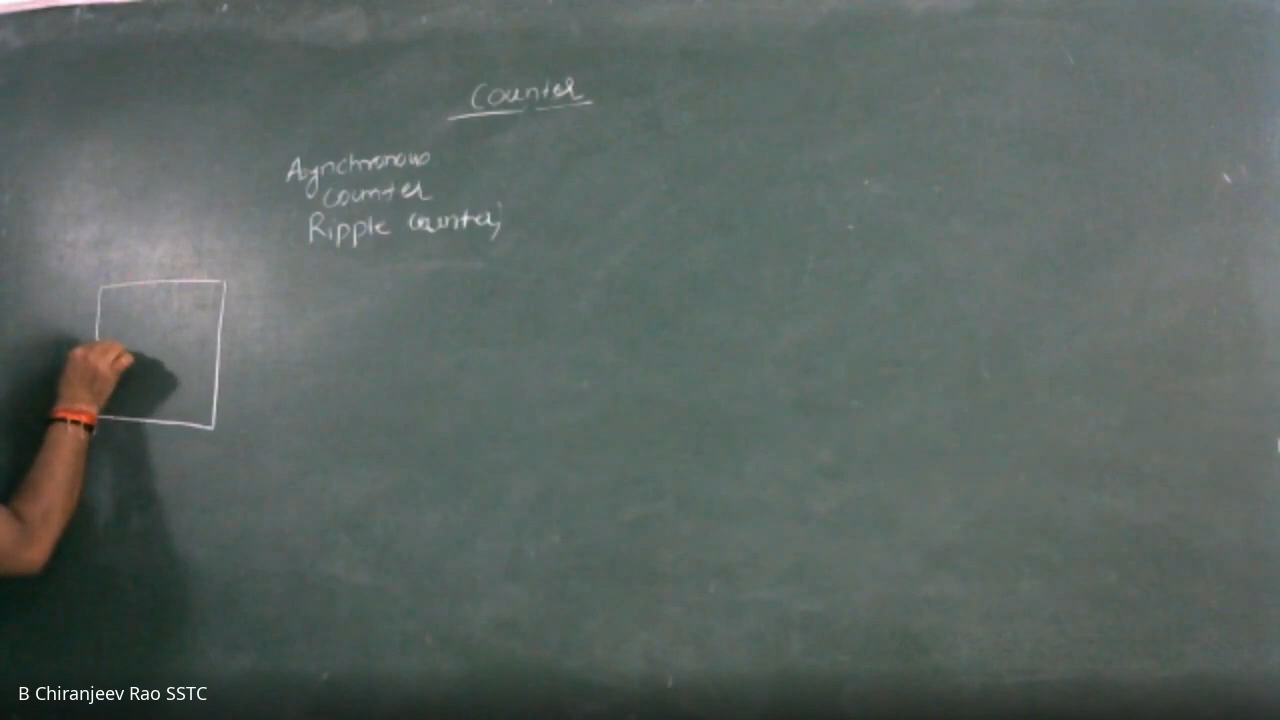 Counter
Asynchronous
counter
Ripple counter
B Chiranjeev Rao SSTC